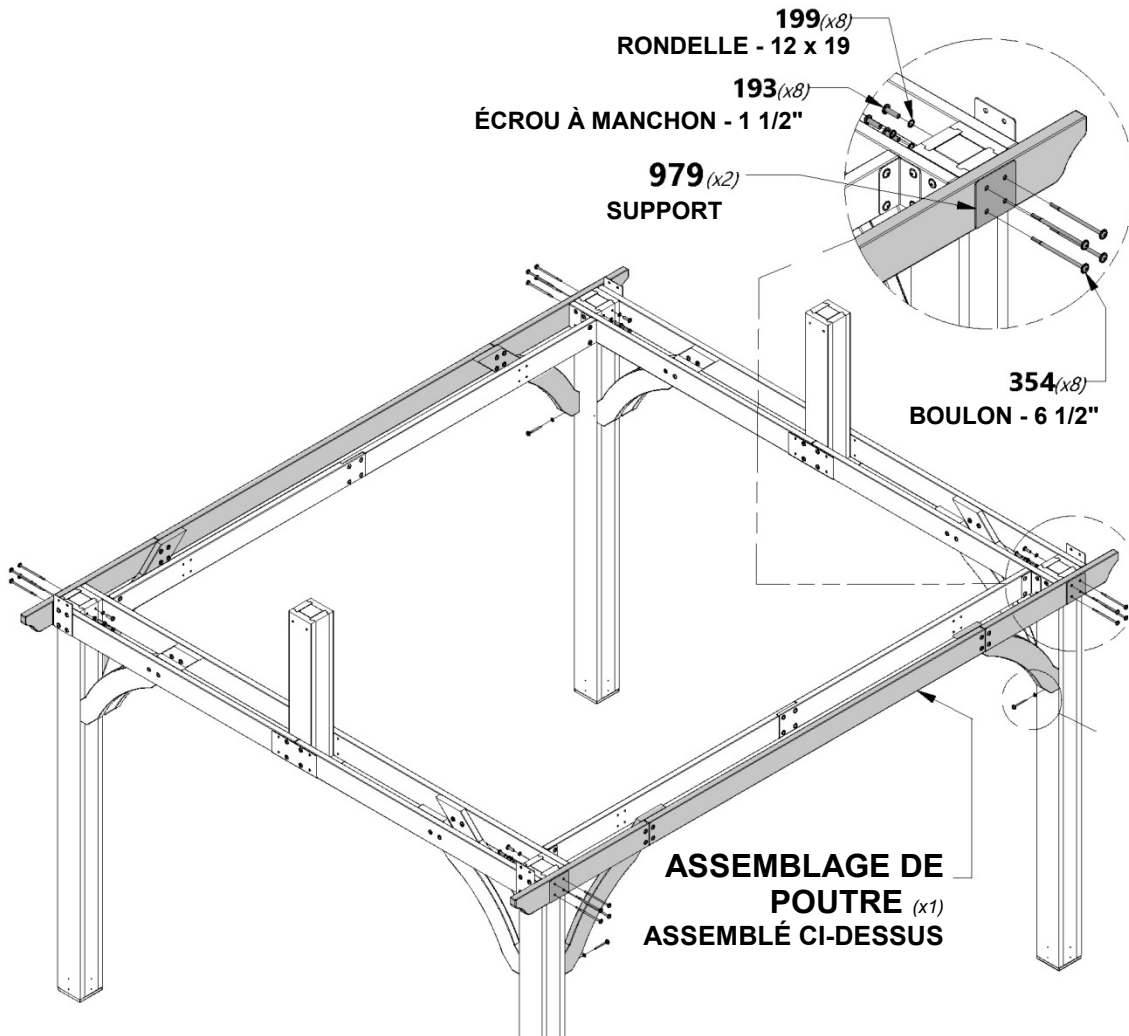 199(x8)
RONDELLE - 12 x 19
193(x8)
ÉCROU À MANCHON - 1 1/2"
979(x2)
SUPPORT
354(x8)
BOULON - 6 1/2"
ASSEMBLAGE DE
POUTRE (x1)
ASSEMBLÉ CI-DESSUS